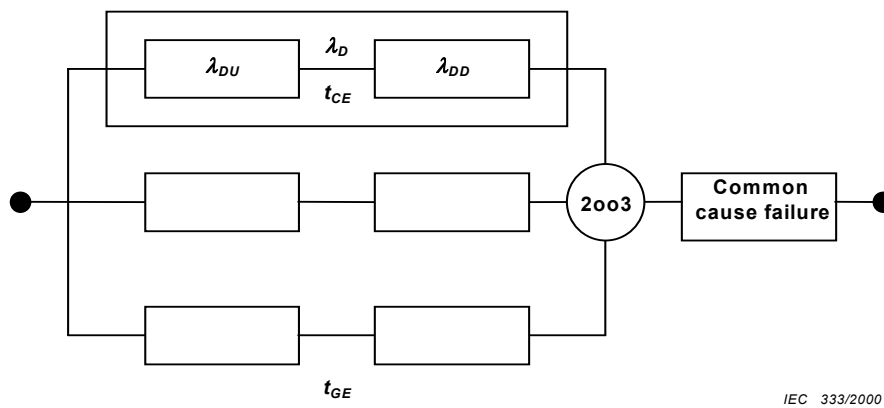 λD
λDU
λDD
tCE
2oo3
Common
cause failure
tGE
IEC 333/2000